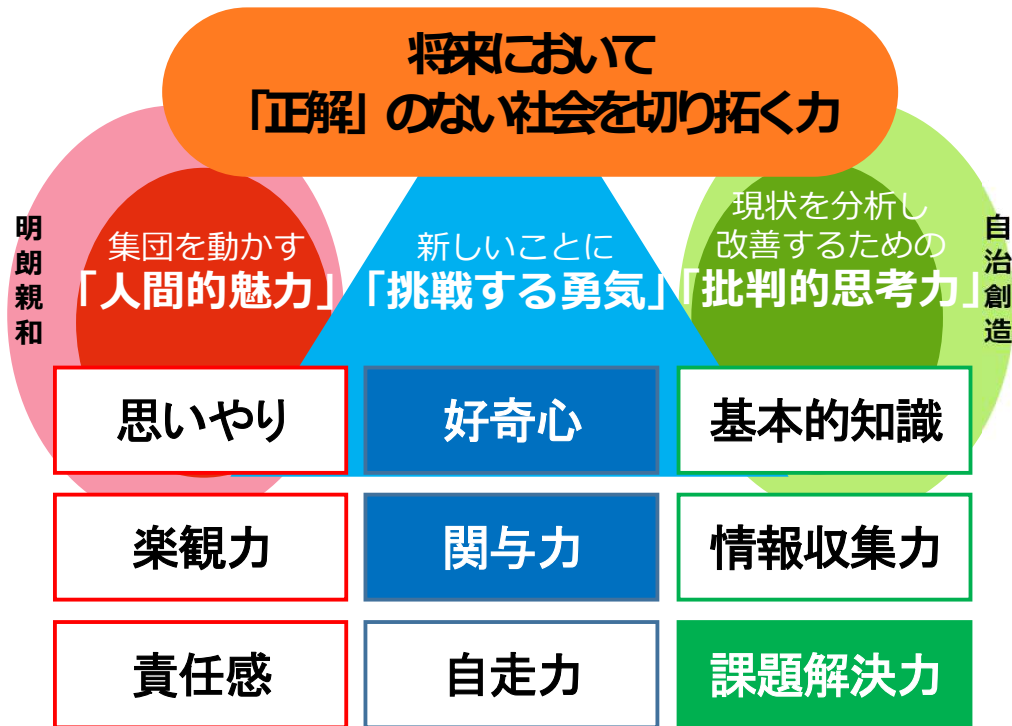 将来において
「正解」のない社会を切り拓く力
明朗親和
集団を動かす
「人間的魅力」
新しいことに
「挑戦する勇気」
現状を分析し
改善するための
「批判的思考力」
自治創造
思いやり
好奇心
基本的知識
楽観力
関与力
情報収集力
責任感
自走力
課題解決力